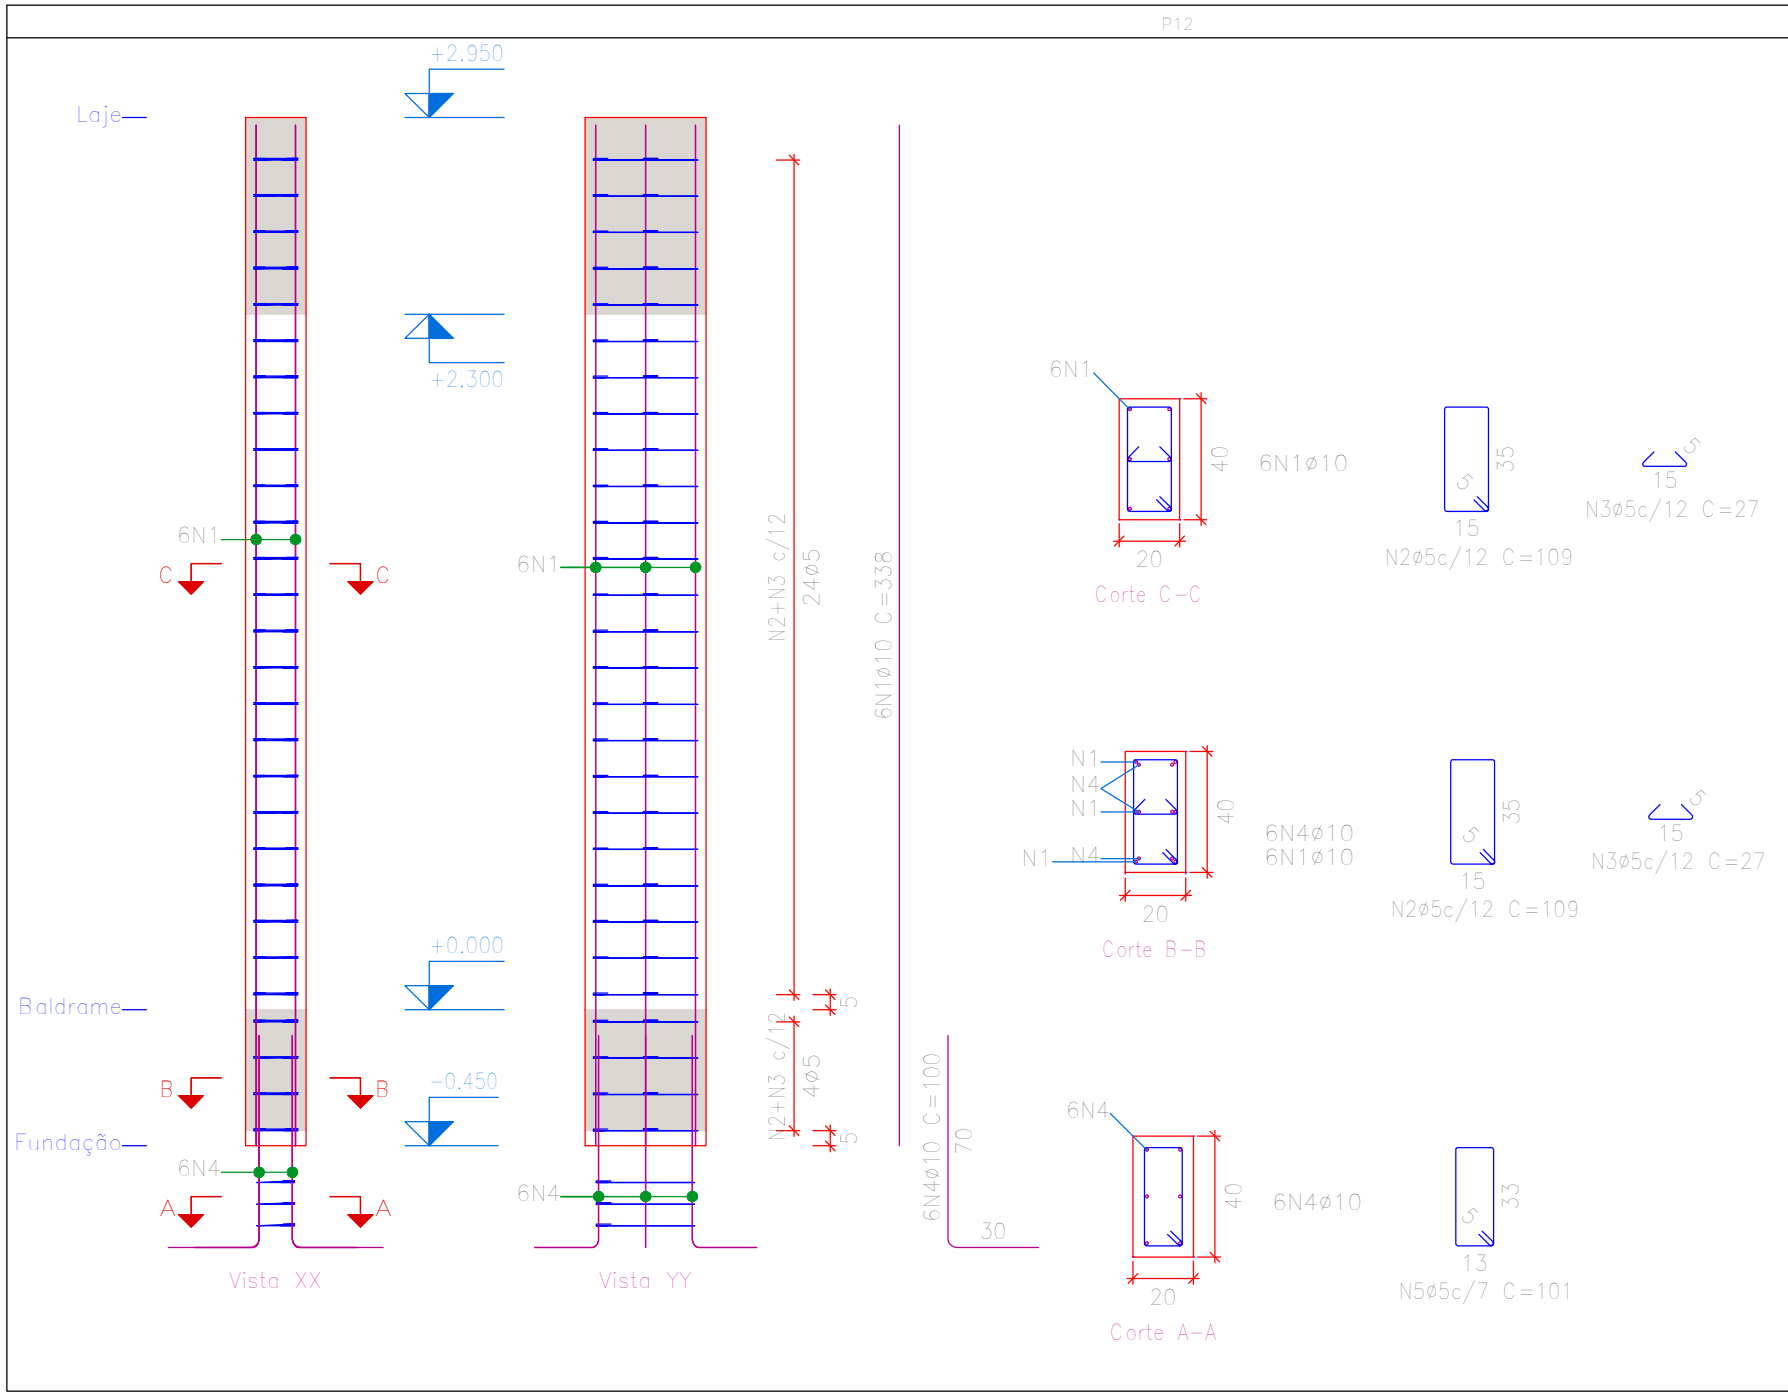 P12
+2.950
Laje
+2.300
6N1
C C
6N1
N2+N3 c/12
24ø5
6N1ø10 C=338
6N1
40
20
6N1ø10
Corte C-C
35
5
15
N2ø5c/12 C=109
5
15
N3ø5c/12 C=27
N1
N4
N1
N1 N4
40
20
6N4ø10
6N1ø10
Corte B-B
35
5
15
N2ø5c/12 C=109
5
15
N3ø5c/12 C=27
+0.000
Baldrame
5
N2+N3 c/12
4ø5
5
B B
-0.450
Fundação
6N4
6N4
A A
6N4ø10 C=100
70
30
Vista XX
Vista YY
6N4
40
20
6N4ø10
Corte A-A
33
5
13
N5ø5c/7 C=101